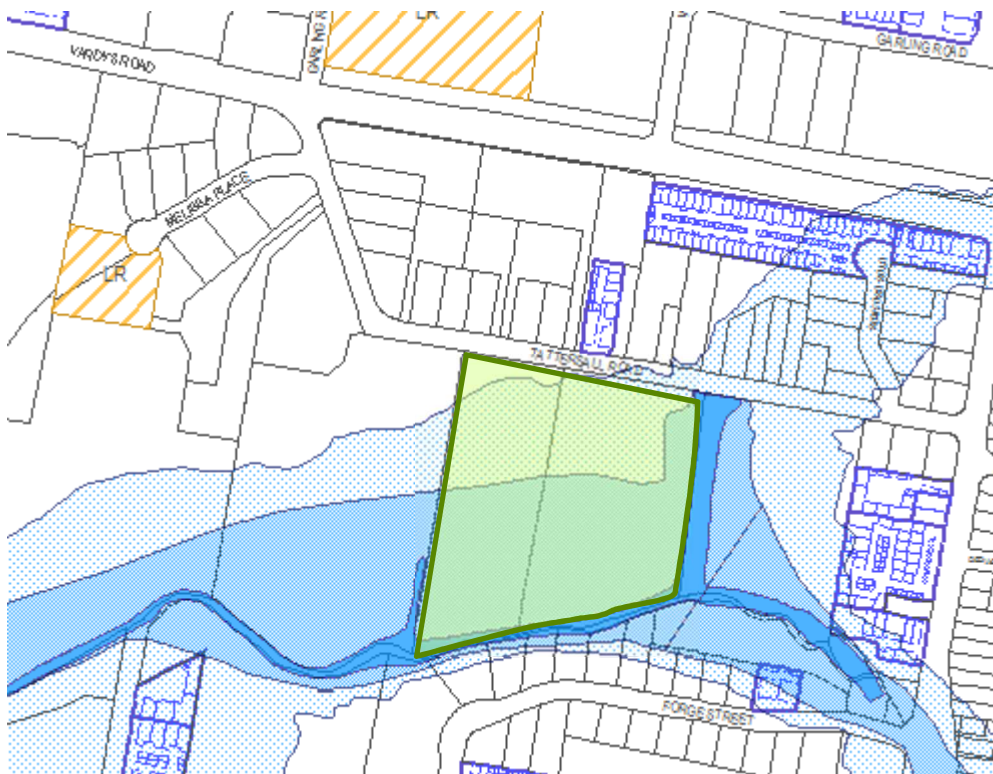 LR
GARLING ROAD
VARDYS ROAD
MELISSA PLACE
LR
TATTERSALL ROAD
FORGE STREET